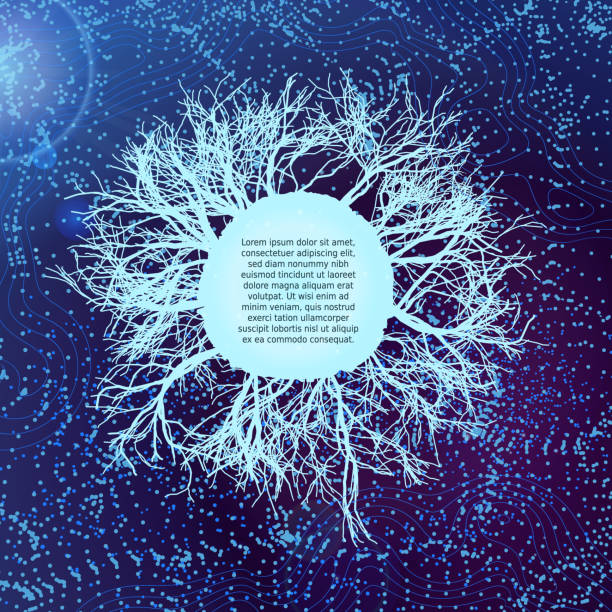 Lorem ipsum dolor sit amet,
consectetuer adipiscing elit,
sed diam nonummy nibh
euismod tincidunt ut laoreet
dolore magna aliquam erat
volutpat. Ut wisi enim ad
minim veniam, quis nostrud
exerci tation ullamcorper
suscipit lobortis nisl ut aliquip
ex ea commodo consequat.